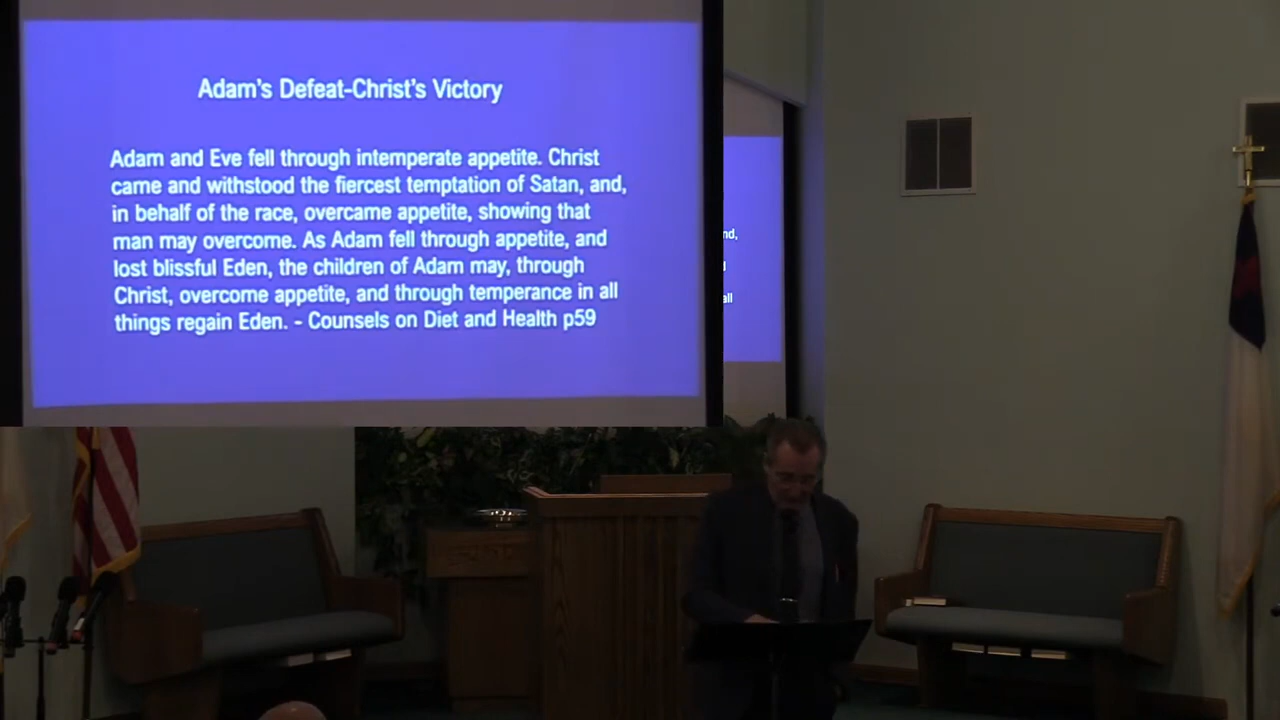 Adam's Defeat-Christ's Victory
Adam and Eve fell through intemperate appetite. Christ
came and withstood the fiercest temptation of Satan, and,
in behalf of the race, overcame appetite, showing that
man may overcome. As Adam fell through appetite, and
lost blissful Eden, the children of Adam may, through
Christ, overcome appetite, and through temperance in all
things regain Eden. - Counsels on Diet and Health p59
nd,
all